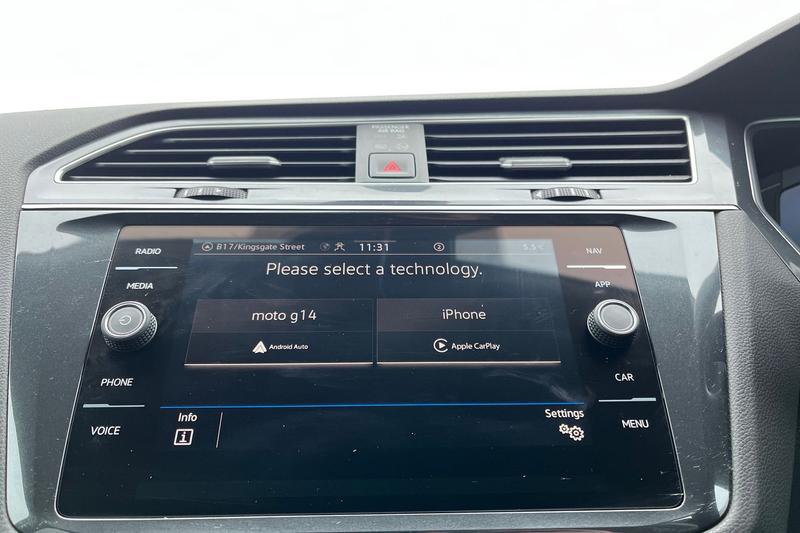 PASSENGER
AIR BAG
RADIO
B17/Kingsgate Street
11:31
2
5.5°C
NAV
Please select a technology.
MEDIA
APP
moto g14
iPhone
Android Auto
Apple CarPlay
PHONE
CAR
Info
Settings
VOICE
MENU